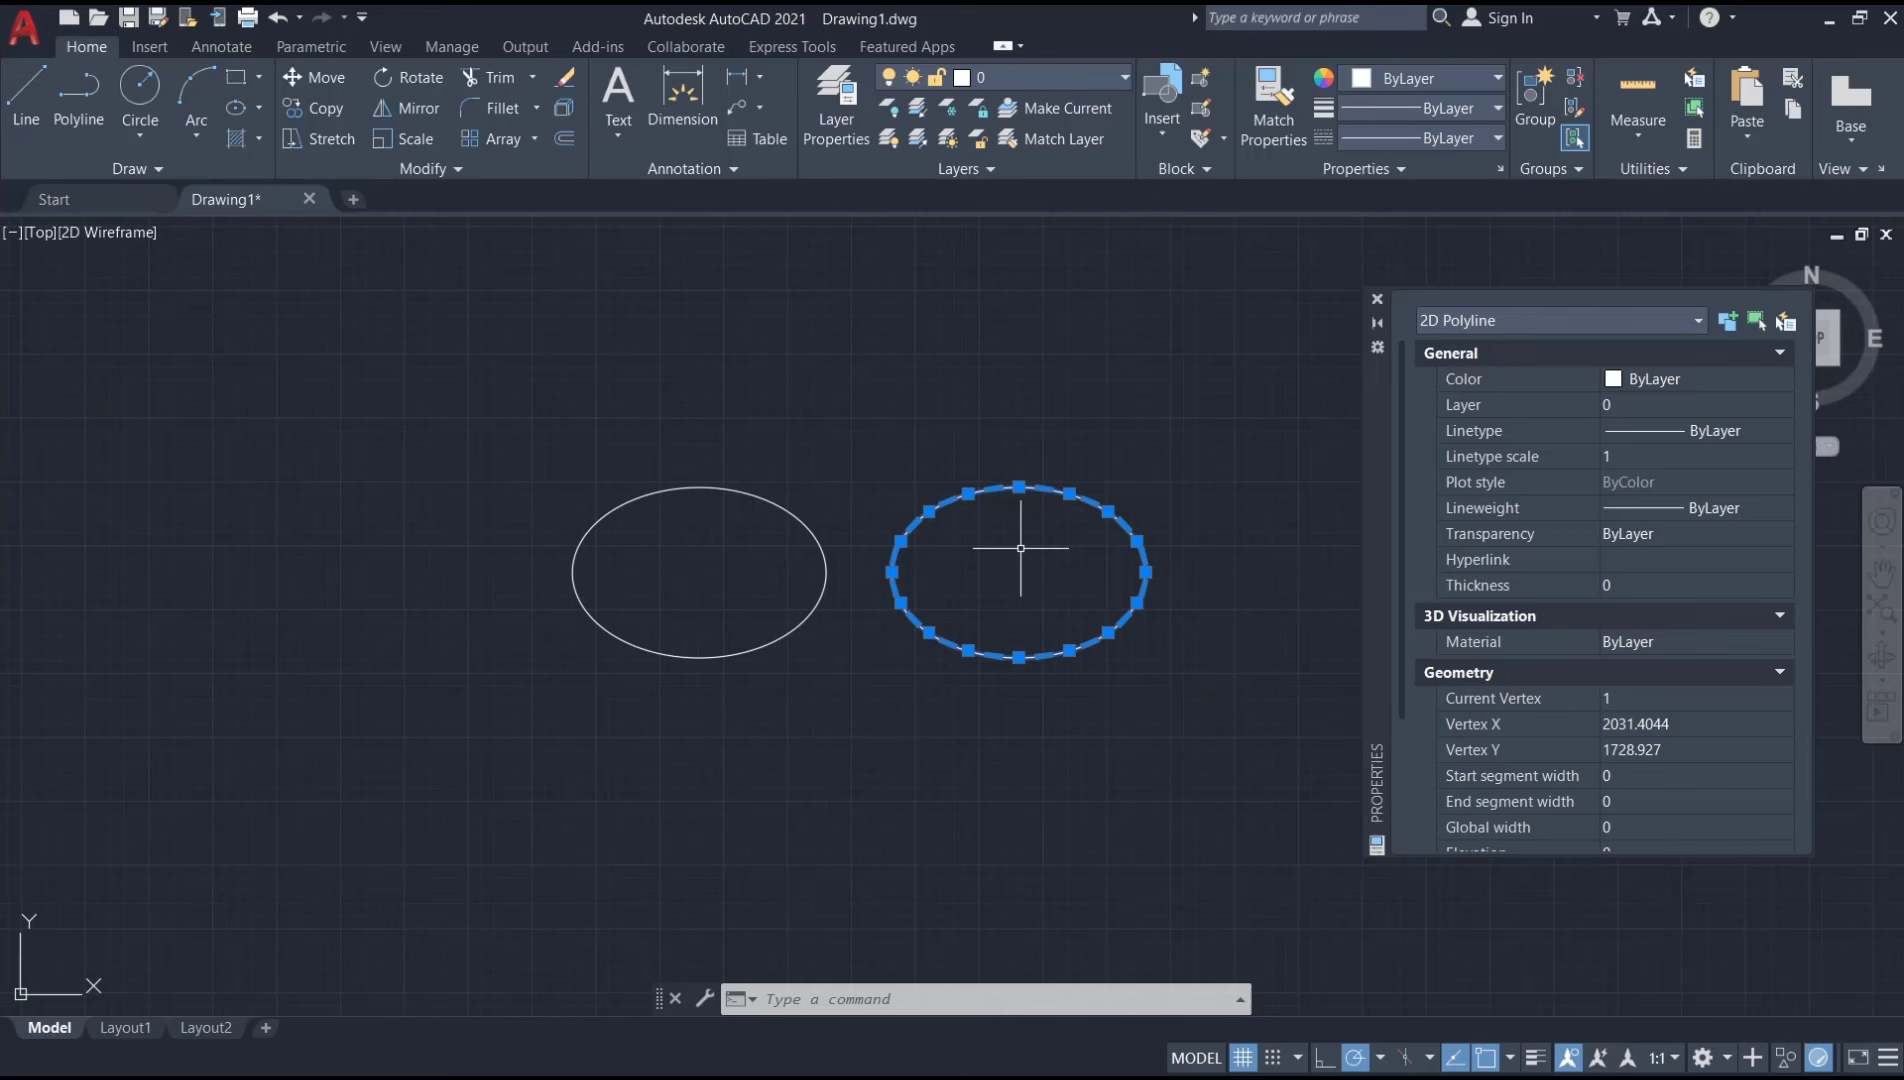 Autodesk AutoCAD 2021 Drawing1.dwg
Type a keyword or phrase
Sign In
Home Insert Annotate Parametric View Manage Output Add-ins Collaborate Express Tools Featured Apps
Line Polyline Circle Arc
Move Rotate Trim
Copy Mirror Fillet
Stretch Scale Array
Text Dimension Table
Layer Properties
0
Make Current
Match Layer
Insert
Match Properties
ByLayer
ByLayer
ByLayer
Group
Measure
Paste
Base
Draw Modify Annotation Layers Block Properties Groups Utilities Clipboard View
Start Drawing1*
[−][Top][2D Wireframe]
N
E
P
S
2D Polyline
General
Color ByLayer
Layer 0
Linetype ByLayer
Linetype scale 1
Plot style ByColor
Lineweight ByLayer
Transparency ByLayer
Hyperlink
Thickness 0
3D Visualization
Material ByLayer
Geometry
Current Vertex 1
Vertex X 2031.4044
Vertex Y 1728.927
Start segment width 0
End segment width 0
Global width 0
Elevation 0
PROPERTIES
Y
X
Type a command
Model Layout1 Layout2
MODEL 1:1